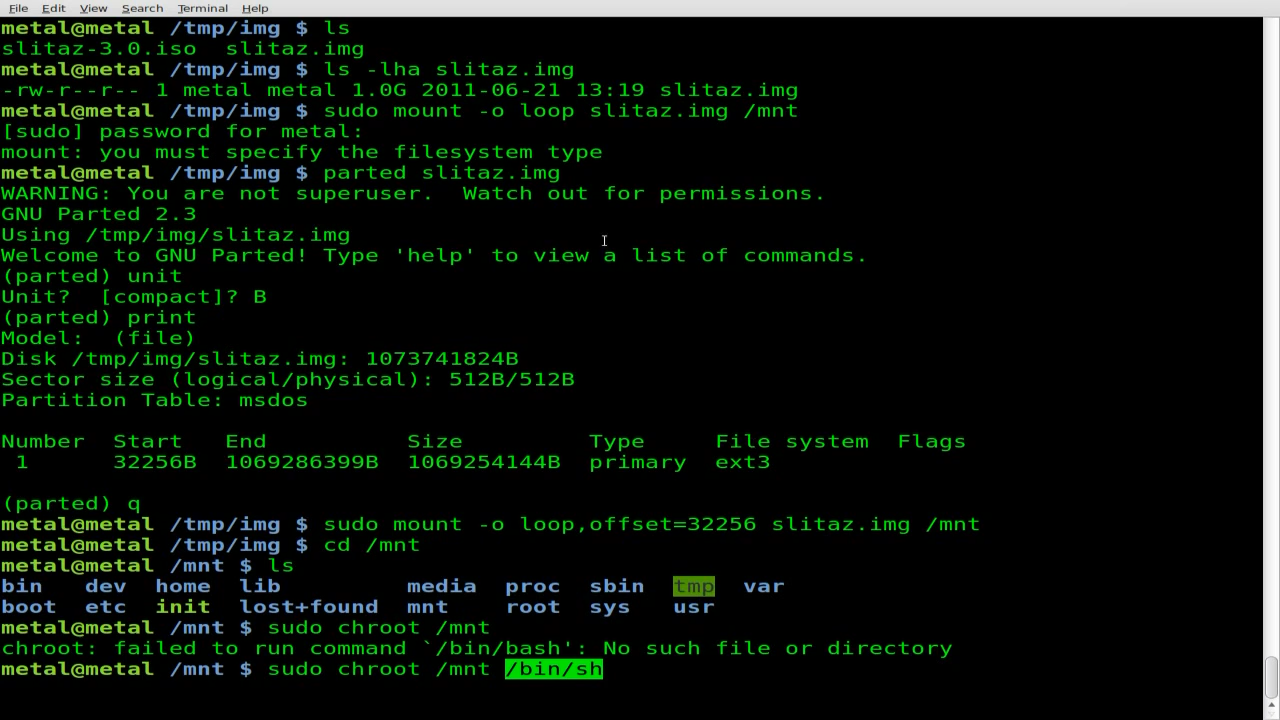 File Edit View Search Terminal Help
metal@metal /tmp/img $ ls
slitaz-3.0.iso  slitaz.img
metal@metal /tmp/img $ ls -lha slitaz.img
-rw-r--r-- 1 metal metal 1.0G 2011-06-21 13:19 slitaz.img
metal@metal /tmp/img $ sudo mount -o loop slitaz.img /mnt
[sudo] password for metal:
mount: you must specify the filesystem type
metal@metal /tmp/img $ parted slitaz.img
WARNING: You are not superuser.  Watch out for permissions.
GNU Parted 2.3
Using /tmp/img/slitaz.img
Welcome to GNU Parted! Type 'help' to view a list of commands.
(parted) unit
Unit?  [compact]? B
(parted) print
Model:  (file)
Disk /tmp/img/slitaz.img: 1073741824B
Sector size (logical/physical): 512B/512B
Partition Table: msdos
Number  Start   End          Size         Type     File system  Flags
1      32256B  1069286399B  1069254144B  primary  ext3
(parted) q
metal@metal /tmp/img $ sudo mount -o loop,offset=32256 slitaz.img /mnt
metal@metal /tmp/img $ cd /mnt
metal@metal /mnt $ ls
bin   dev  home  lib         media  proc  sbin  tmp  var
boot  etc  init  lost+found  mnt    root  sys   usr
metal@metal /mnt $ sudo chroot /mnt
chroot: failed to run command `/bin/bash': No such file or directory
metal@metal /mnt $ sudo chroot /mnt /bin/sh